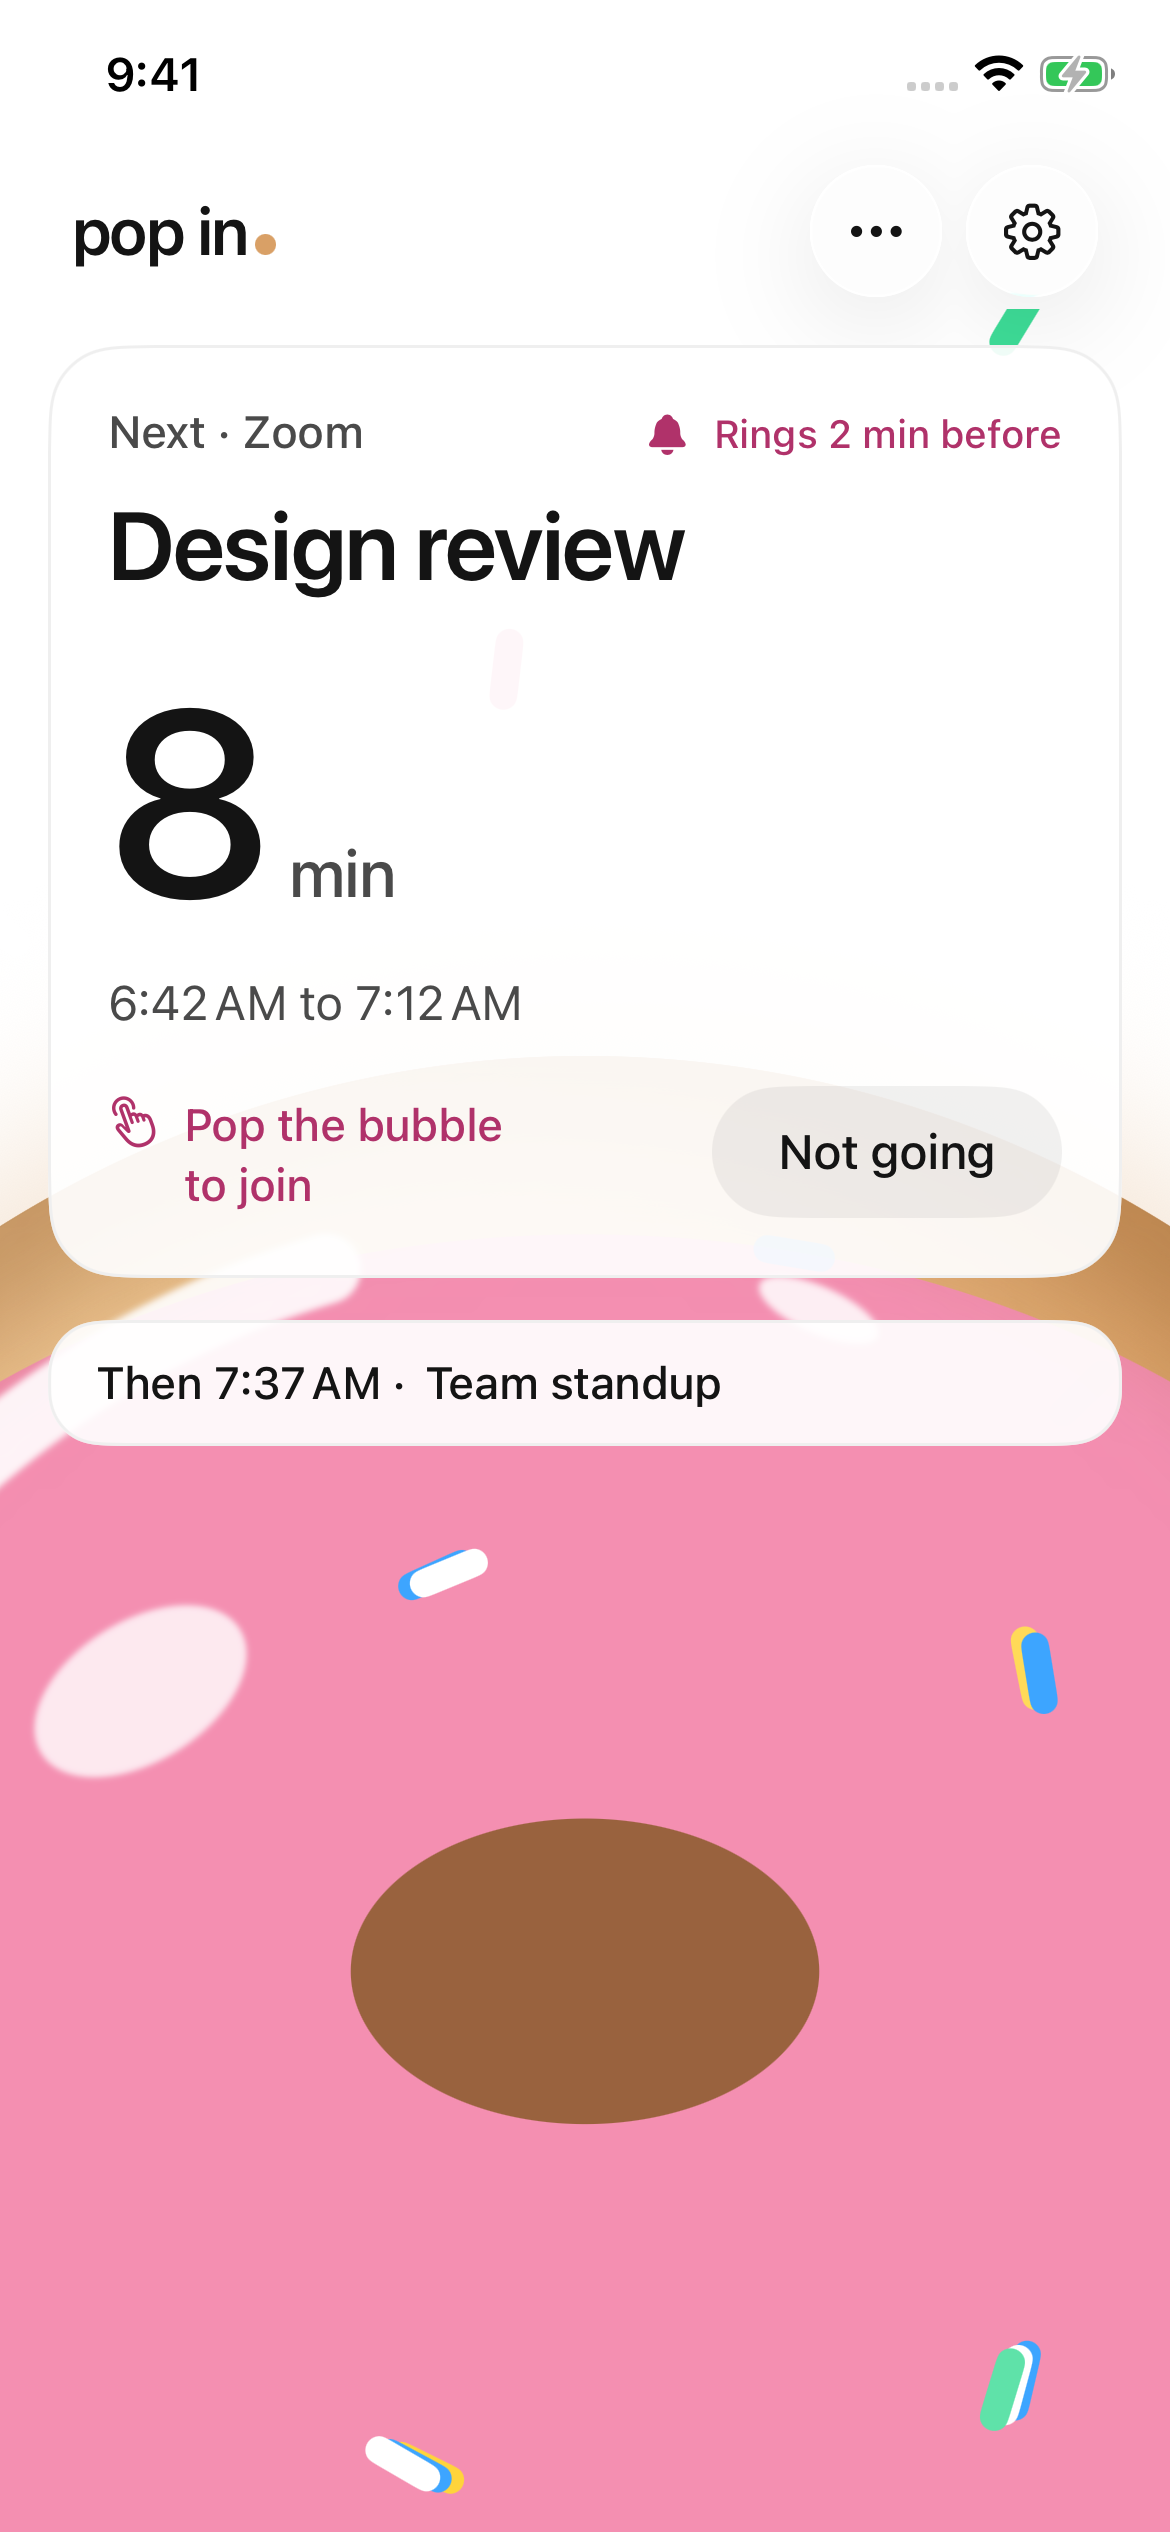 9:41
pop in
Next · Zoom
Rings 2 min before
Design review
8 min
6:42 AM to 7:12 AM
Pop the bubble
to join
Not going
Then 7:37 AM · Team standup